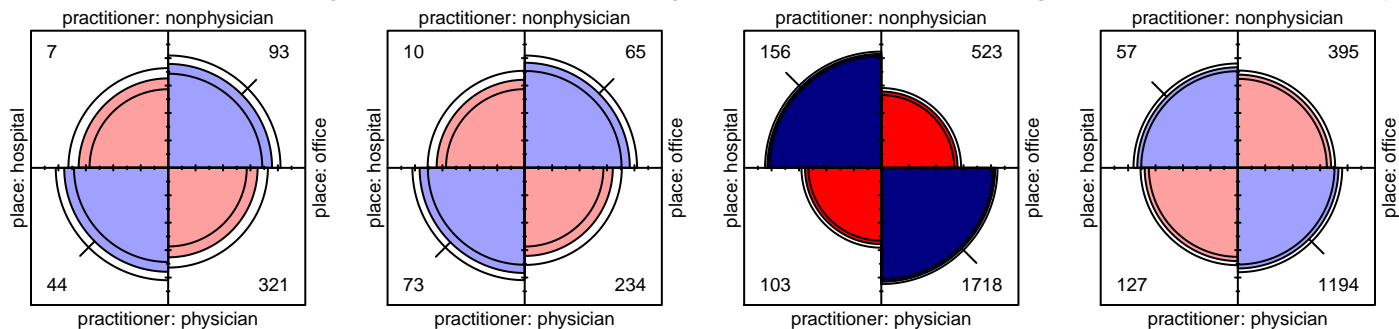 practitioner: nonphysician
7 93
place: hospital
place: office
44 321
practitioner: physician
practitioner: nonphysician
10 65
place: hospital
place: office
73 234
practitioner: physician
practitioner: nonphysician
156 523
place: hospital
place: office
103 1718
practitioner: physician
practitioner: nonphysician
57 395
place: hospital
place: office
127 1194
practitioner: physician